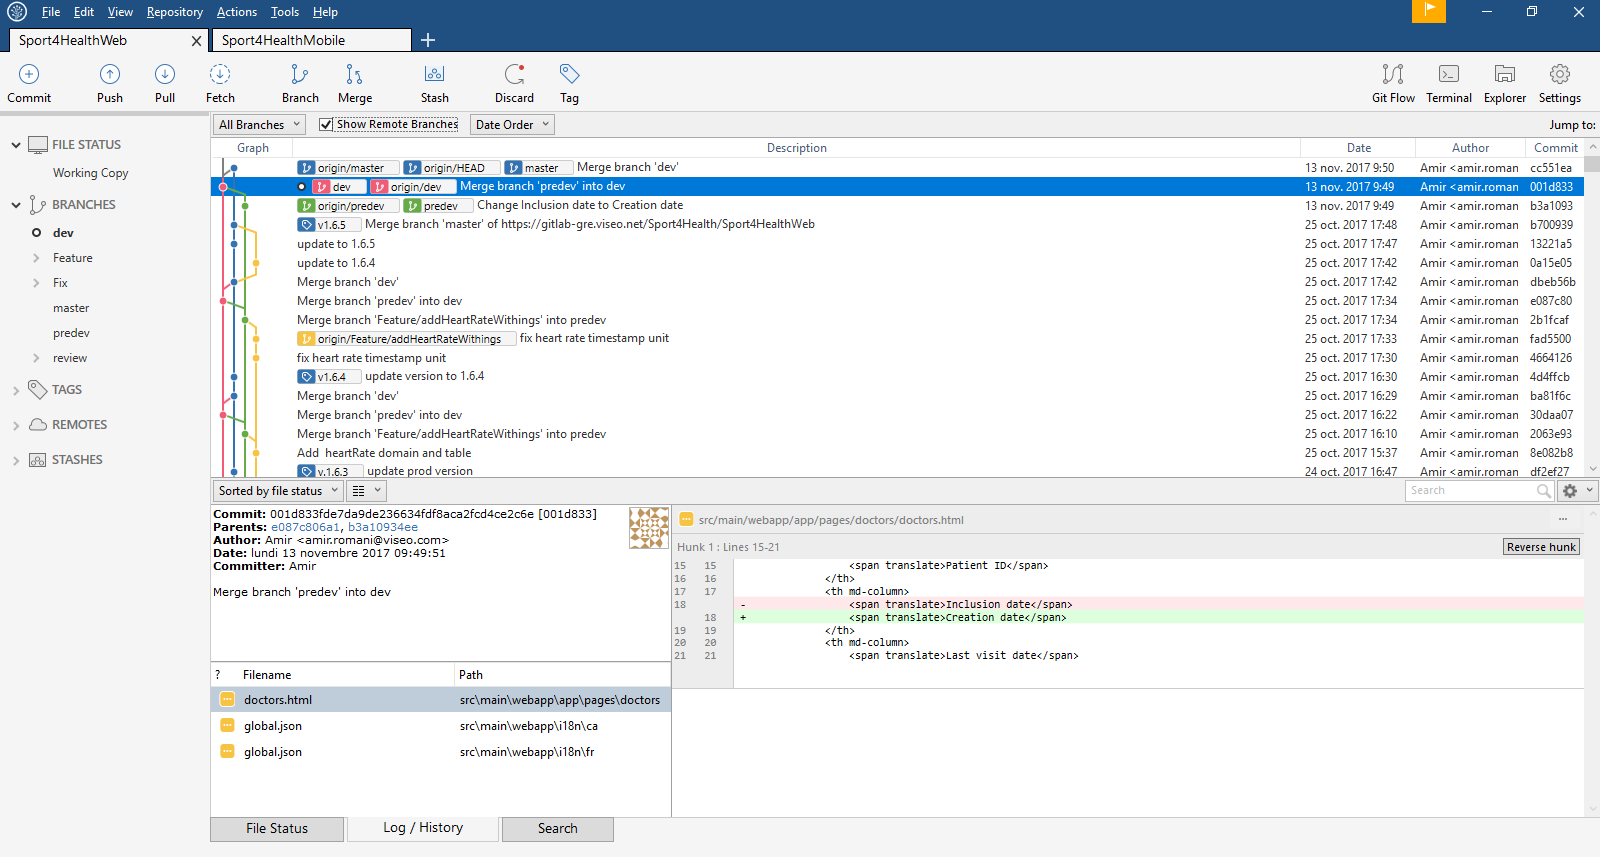 File Edit View Repository Actions Tools Help
Sport4HealthWeb Sport4HealthMobile
Commit Push Pull Fetch Branch Merge Stash Discard Tag Git Flow Terminal Explorer Settings
All Branches Show Remote Branches Date Order Jump to:
FILE STATUS
Working Copy
BRANCHES
dev
Feature
Fix
master
predev
review
TAGS
REMOTES
STASHES
Graph Description Date Author Commit
origin/master origin/HEAD master Merge branch 'dev' 13 nov. 2017 9:50 Amir <amir.roman cc551ea
dev origin/dev Merge branch 'predev' into dev 13 nov. 2017 9:49 Amir <amir.roman 001d833
origin/predev predev Change Inclusion date to Creation date 13 nov. 2017 9:49 Amir <amir.roman b3a1093
v1.6.5 Merge branch 'master' of https://gitlab-gre.viseo.net/Sport4Health/Sport4HealthWeb 25 oct. 2017 17:48 Amir <amir.roman b700939
update to 1.6.5 25 oct. 2017 17:47 Amir <amir.roman 13221a5
update to 1.6.4 25 oct. 2017 17:42 Amir <amir.roman 0a15e05
Merge branch 'dev' 25 oct. 2017 17:42 Amir <amir.roman dbeb56b
Merge branch 'predev' into dev 25 oct. 2017 17:34 Amir <amir.roman e087c80
Merge branch 'Feature/addHeartRateWithings' into predev 25 oct. 2017 17:34 Amir <amir.roman 2b1fcaf
origin/Feature/addHeartRateWithings fix heart rate timestamp unit 25 oct. 2017 17:33 Amir <amir.roman fad5500
fix heart rate timestamp unit 25 oct. 2017 17:30 Amir <amir.roman 4664126
v1.6.4 update version to 1.6.4 25 oct. 2017 16:30 Amir <amir.roman 4d4ffcb
Merge branch 'dev' 25 oct. 2017 16:29 Amir <amir.roman ba81f6c
Merge branch 'predev' into dev 25 oct. 2017 16:22 Amir <amir.roman 30daa07
Merge branch 'Feature/addHeartRateWithings' into predev 25 oct. 2017 16:10 Amir <amir.roman 2063e93
Add heartRate domain and table 25 oct. 2017 15:37 Amir <amir.roman 8e082b8
v.1.6.3 update prod version 24 oct. 2017 16:47 Amir <amir.roman df2ef27
Sorted by file status Search
Commit: 001d833fde7da9de236634fdf8aca2fcd4ce2c6e [001d833]
Parents: e087c806a1, b3a10934ee
Author: Amir <amir.romani@viseo.com>
Date: lundi 13 novembre 2017 09:49:51
Committer: Amir
Merge branch 'predev' into dev
? Filename Path
doctors.html src\main\webapp\app\pages\doctors
global.json src\main\webapp\i18n\ca
global.json src\main\webapp\i18n\fr
src/main/webapp/app/pages/doctors/doctors.html ...
Hunk 1 : Lines 15-21 Reverse hunk
15 15 <span translate>Patient ID</span>
16 16 </th>
17 17 <th md-column>
18 - <span translate>Inclusion date</span>
18 + <span translate>Creation date</span>
19 19 </th>
20 20 <th md-column>
21 21 <span translate>Last visit date</span>
File Status Log / History Search